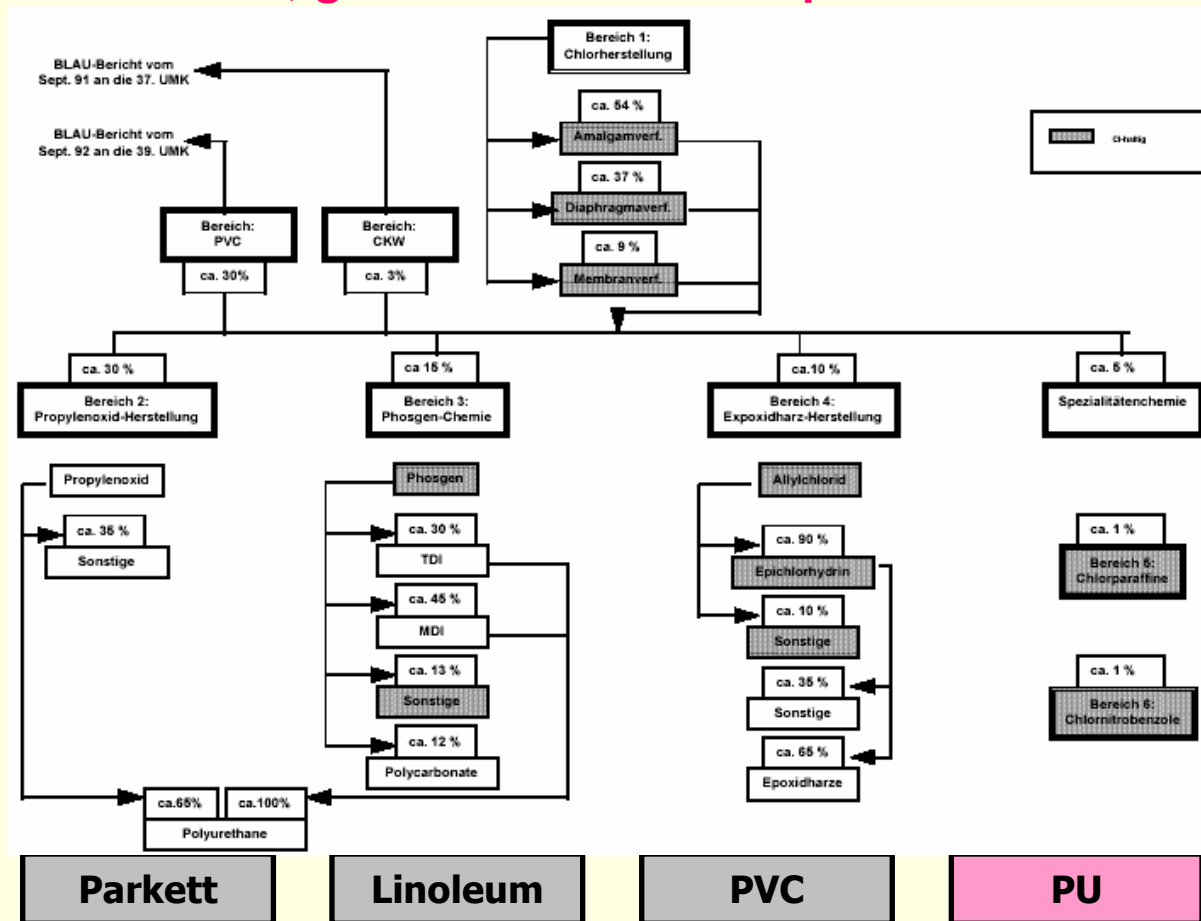 BLAU-Bericht vom
Sept. 91 an die 37. UMK
BLAU-Bericht vom
Sept. 92 an die 39. UMK
Bereich 1:
Chlorherstellung
ca. 54 %
Amalgamverf.
ca. 37 %
Diaphragmaverf.
ca. 9 %
Membranverf.
Cl-haltig
Bereich:
PVC
ca. 30%
Bereich:
CKW
ca. 3%
ca. 30 %
Bereich 2:
Propylenoxid-Herstellung
ca 15 %
Bereich 3:
Phosgen-Chemie
ca.10 %
Bereich 4:
Expoxidharz-Herstellung
ca. 5 %
Spezialitätenchemie
Propylenoxid
ca. 35 %
Sonstige
Phosgen
ca. 30 %
TDI
ca. 45 %
MDI
ca. 13 %
Sonstige
ca. 12 %
Polycarbonate
ca.65% ca.100%
Polyurethane
Allylchlorid
ca. 90 %
Epichlorhydrin
ca. 10 %
Sonstige
ca. 35 %
Sonstige
ca. 65 %
Epoxidharze
ca. 1 %
Bereich 5:
Chlorparaffine
ca. 1 %
Bereich 6:
Chlornitrobenzole
Parkett Linoleum PVC PU